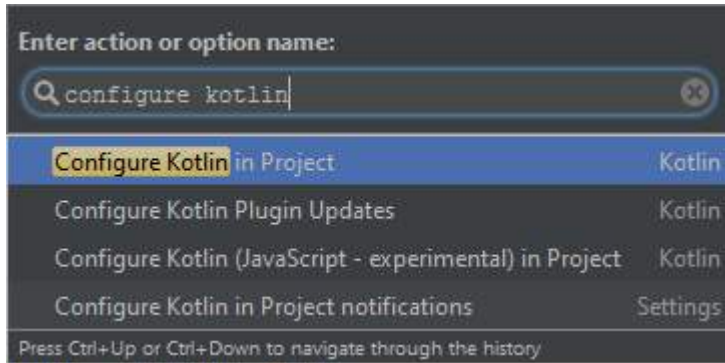 Enter action or option name:
configure kotlin
Configure Kotlin in Project Kotlin
Configure Kotlin Plugin Updates Kotlin
Configure Kotlin (JavaScript - experimental) in Project Kotlin
Configure Kotlin in Project notifications Settings
Press Ctrl+Up or Ctrl+Down to navigate through the history